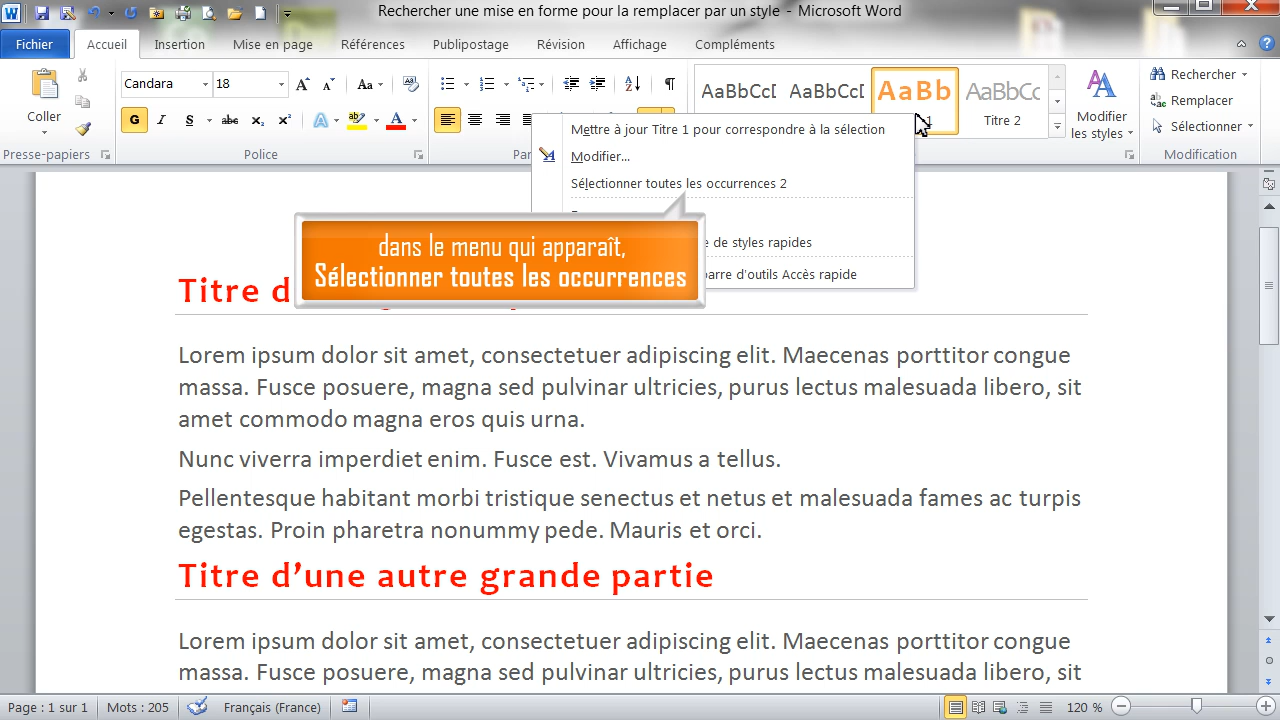 Rechercher une mise en forme pour la remplacer par un style - Microsoft Word
Fichier Accueil Insertion Mise en page Références Publipostage Révision Affichage Compléments
Coller
Presse-papiers
Candara 18
G I S abc x₂ x² A ab A
Aa
Police
Par
AaBbCcI AaBbCcI AaBb AaBbCc
1 Titre 2
Modifier
les styles
Rechercher
Remplacer
Sélectionner
Modification
Mettre à jour Titre 1 pour correspondre à la sélection
Modifier...
Sélectionner toutes les occurrences 2
e de styles rapides
barre d'outils Accès rapide
dans le menu qui apparaît,
Sélectionner toutes les occurrences
Titre d
Lorem ipsum dolor sit amet, consectetuer adipiscing elit. Maecenas porttitor congue
massa. Fusce posuere, magna sed pulvinar ultricies, purus lectus malesuada libero, sit
amet commodo magna eros quis urna.
Nunc viverra imperdiet enim. Fusce est. Vivamus a tellus.
Pellentesque habitant morbi tristique senectus et netus et malesuada fames ac turpis
egestas. Proin pharetra nonummy pede. Mauris et orci.
Titre d’une autre grande partie
Lorem ipsum dolor sit amet, consectetuer adipiscing elit. Maecenas porttitor congue
massa. Fusce posuere, magna sed pulvinar ultricies, purus lectus malesuada libero, sit
Page : 1 sur 1 Mots : 205 Français (France) 120 %